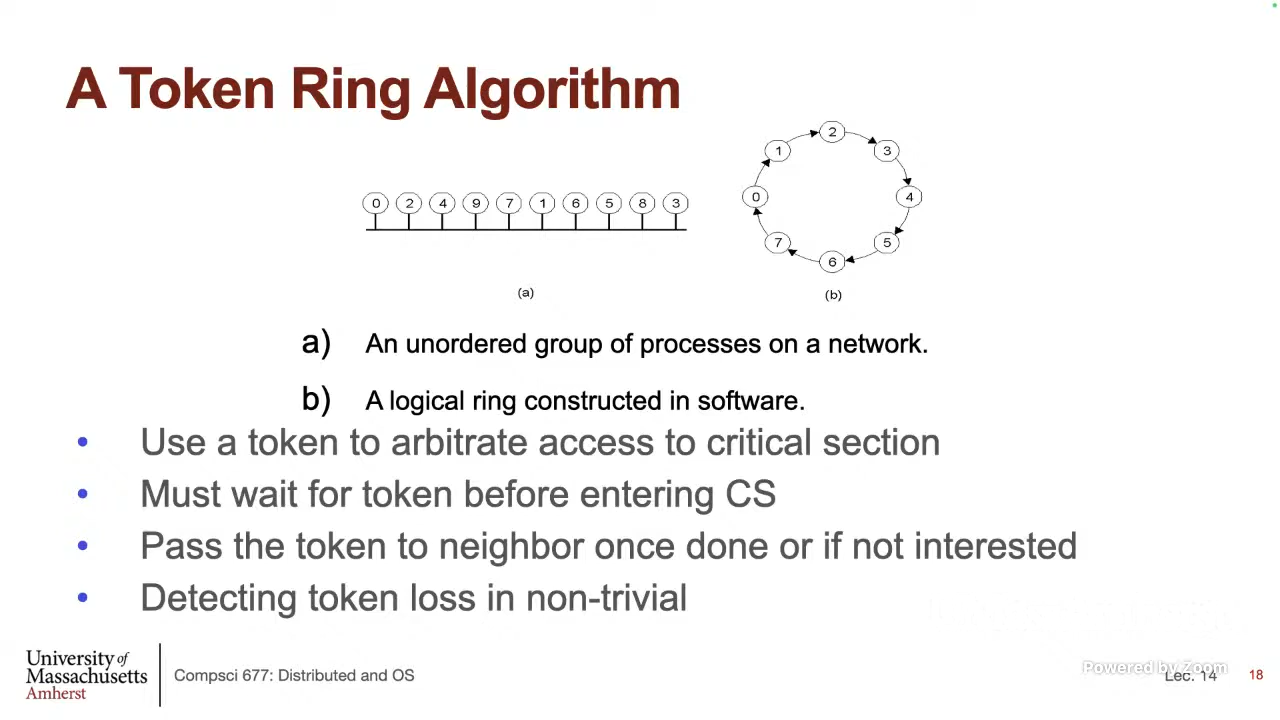 A Token Ring Algorithm
0 2 4 9 7 1 6 5 8 3
(a)
2
1 3
0 4
7 5
6
(b)
a) An unordered group of processes on a network.
b) A logical ring constructed in software.
• Use a token to arbitrate access to critical section
• Must wait for token before entering CS
• Pass the token to neighbor once done or if not interested
• Detecting token loss in non-trivial
University of
Massachusetts
Amherst
Compsci 677: Distributed and OS
Powered by Zoom
Lec. 14
18